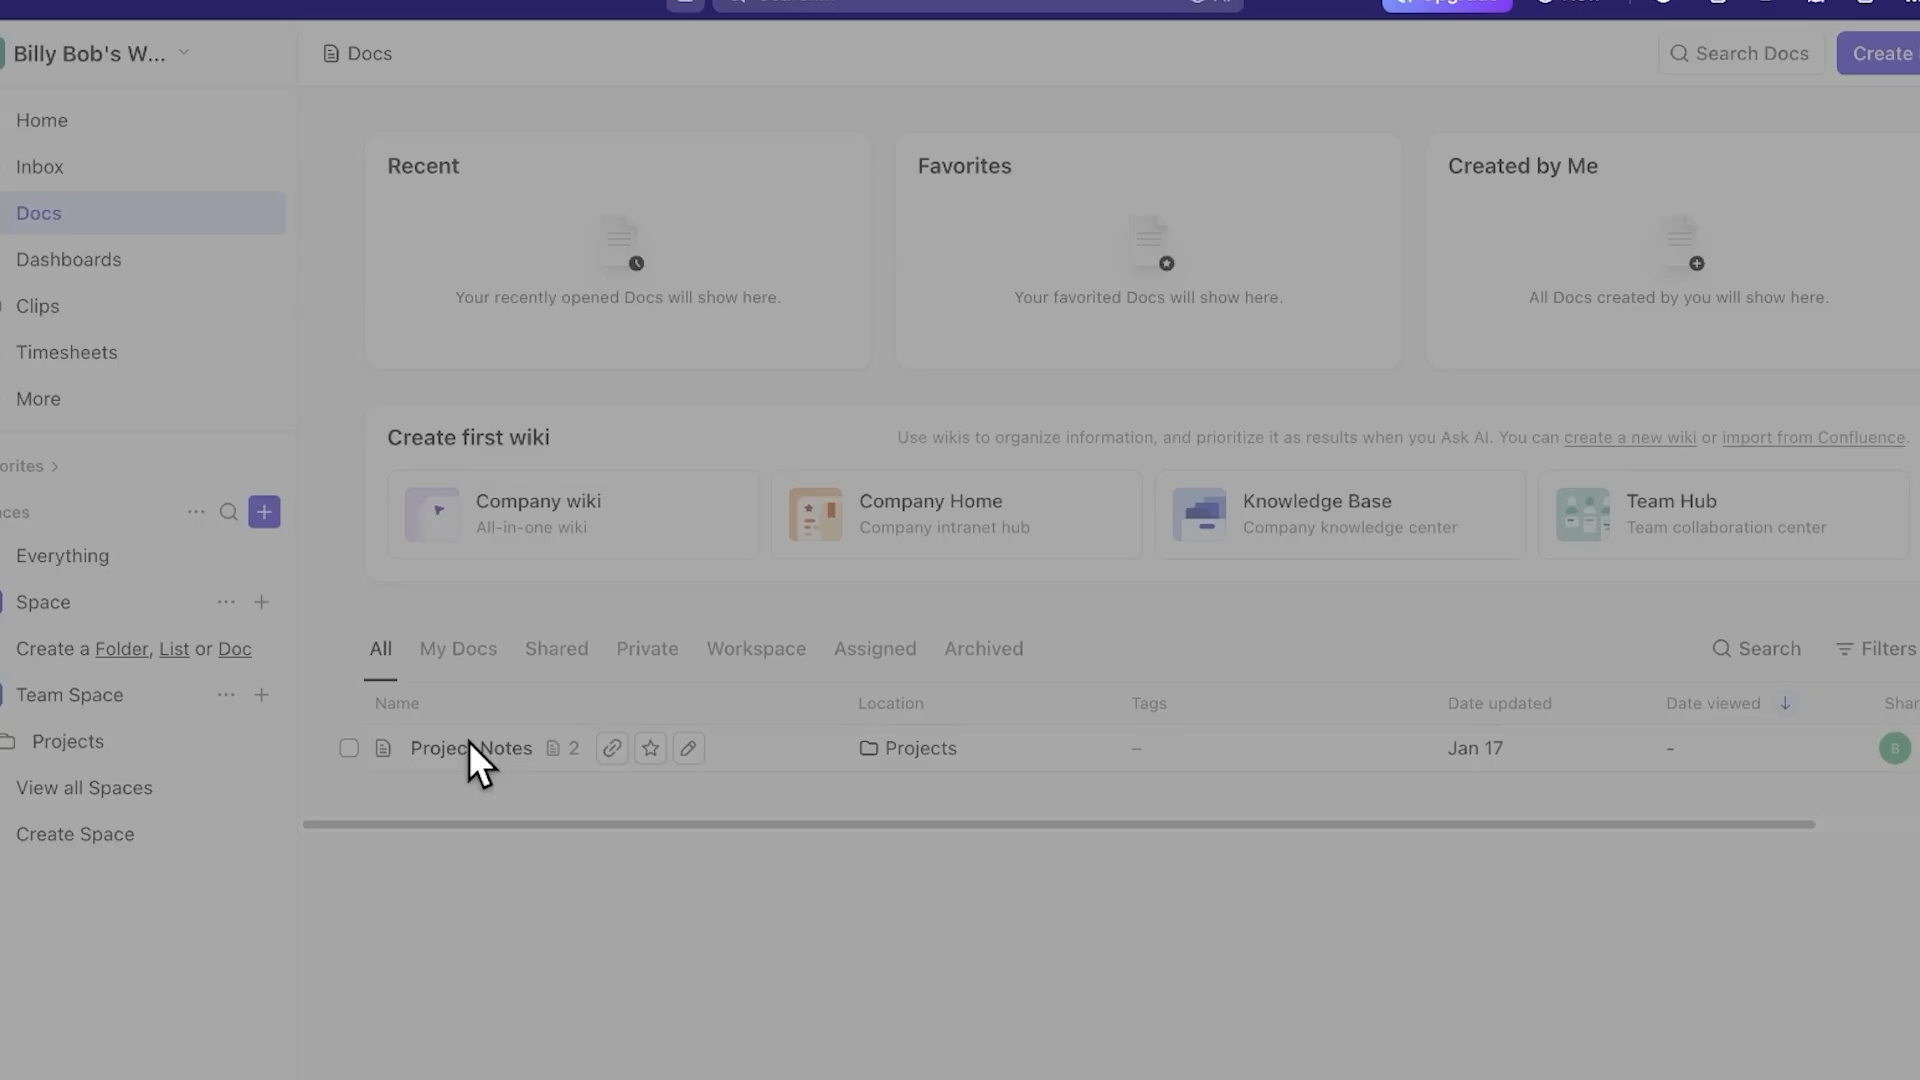 Billy Bob's W...
Docs
Search Docs
Create
Home
Inbox
Docs
Dashboards
Clips
Timesheets
More
Recent
Your recently opened Docs will show here.
Favorites
Your favorited Docs will show here.
Created by Me
All Docs created by you will show here.
Create first wiki
Use wikis to organize information, and prioritize it as results when you Ask AI. You can create a new wiki or import from Confluence.
Company wiki
All-in-one wiki
Company Home
Company intranet hub
Knowledge Base
Company knowledge center
Team Hub
Team collaboration center
Everything
Space
Create a Folder, List or Doc
Team Space
Projects
View all Spaces
Create Space
All My Docs Shared Private Workspace Assigned Archived
Search Filters
Name Location Tags Date updated Date viewed
Project Notes 2 Projects – Jan 17 - B